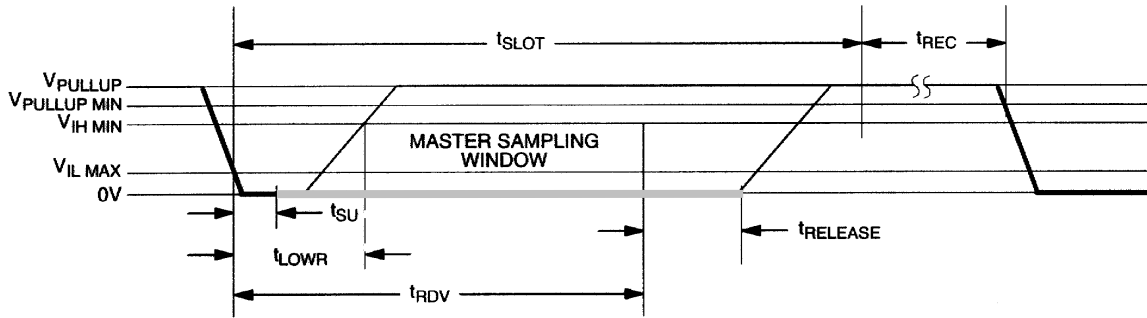 tSLOT
tREC
VPULLUP
VPULLUP MIN
VIH MIN
MASTER SAMPLING
WINDOW
VIL MAX
0V
tSU
tRELEASE
tLOWR
tRDV